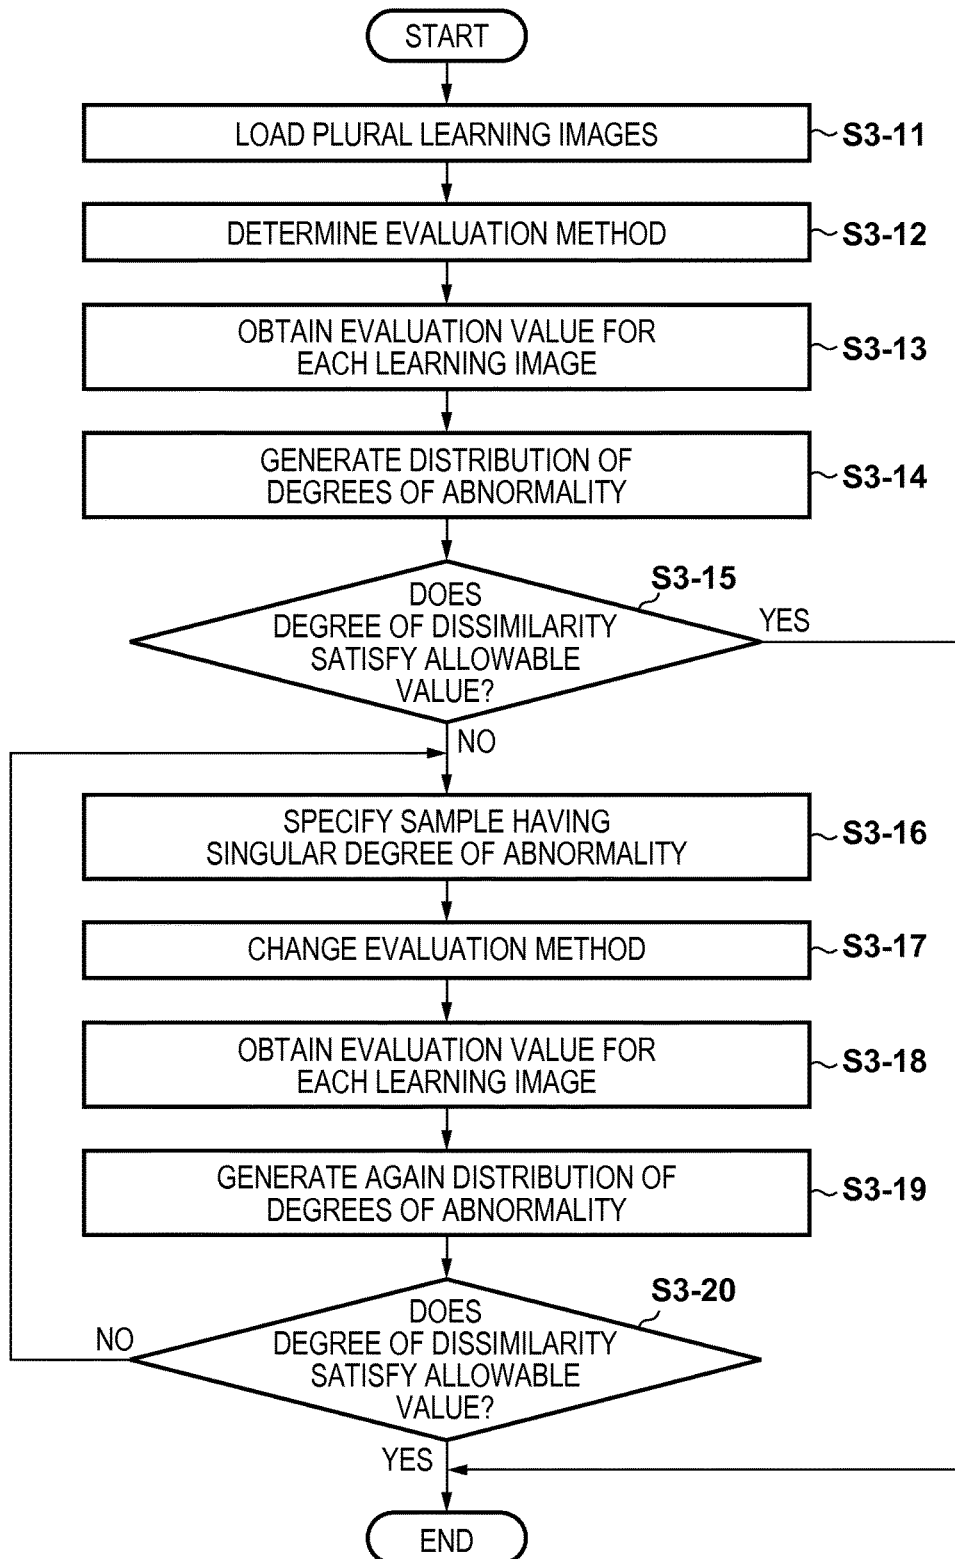 START
LOAD PLURAL LEARNING IMAGES
S3-11
DETERMINE EVALUATION METHOD
S3-12
OBTAIN EVALUATION VALUE FOR
EACH LEARNING IMAGE
S3-13
GENERATE DISTRIBUTION OF
DEGREES OF ABNORMALITY
S3-14
S3-15
DOES
DEGREE OF DISSIMILARITY
SATISFY ALLOWABLE
VALUE?
YES
NO
SPECIFY SAMPLE HAVING
SINGULAR DEGREE OF ABNORMALITY
S3-16
CHANGE EVALUATION METHOD
S3-17
OBTAIN EVALUATION VALUE FOR
EACH LEARNING IMAGE
S3-18
GENERATE AGAIN DISTRIBUTION OF
DEGREES OF ABNORMALITY
S3-19
S3-20
DOES
DEGREE OF DISSIMILARITY
SATISFY ALLOWABLE
VALUE?
NO
YES
END